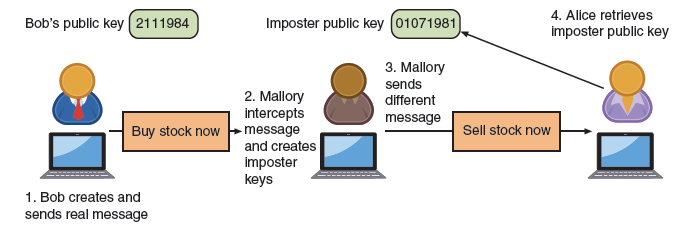 Bob's public key 2111984
Imposter public key 01071981
4. Alice retrieves
imposter public key
3. Mallory
sends
different
message
2. Mallory
intercepts
message
and creates
imposter
keys
Buy stock now
Sell stock now
1. Bob creates and
sends real message